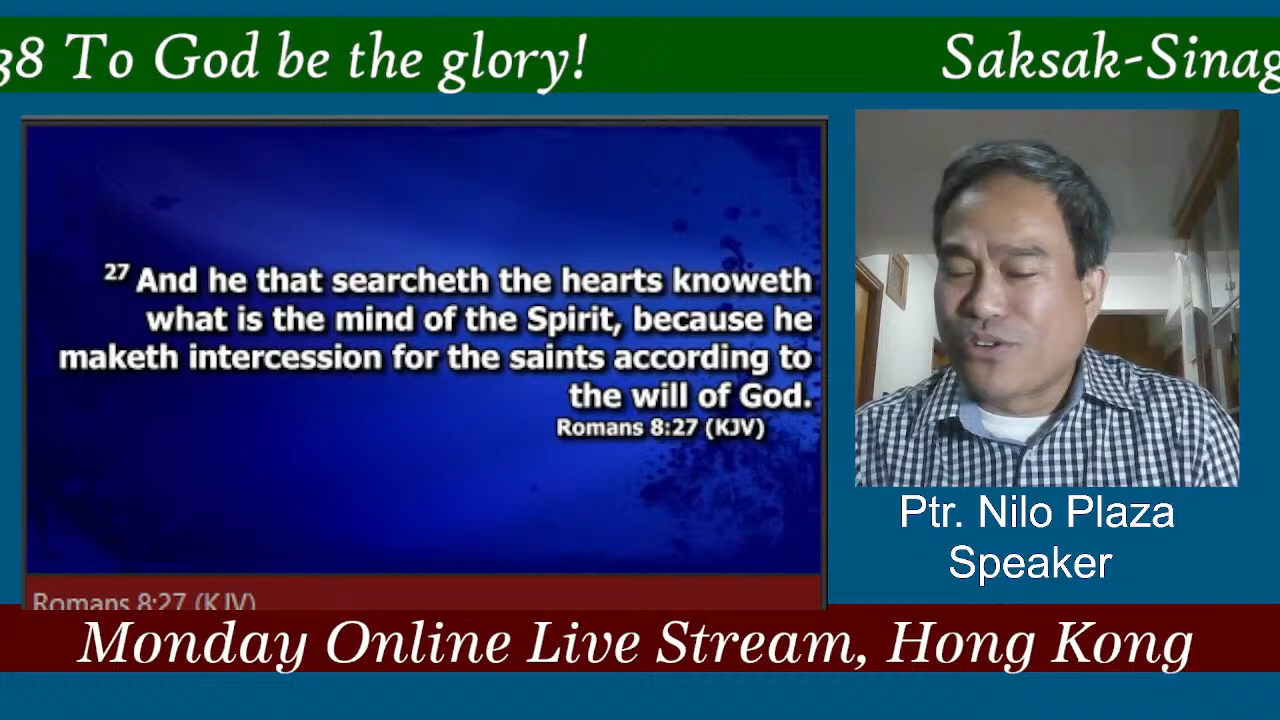 38 To God be the glory!
Saksak-Sinag
27 And he that searcheth the hearts knoweth
what is the mind of the Spirit, because he
maketh intercession for the saints according to
the will of God.
Romans 8:27 (KJV)
Romans 8:27 (KJV)
Ptr. Nilo Plaza
Speaker
Monday Online Live Stream, Hong Kong